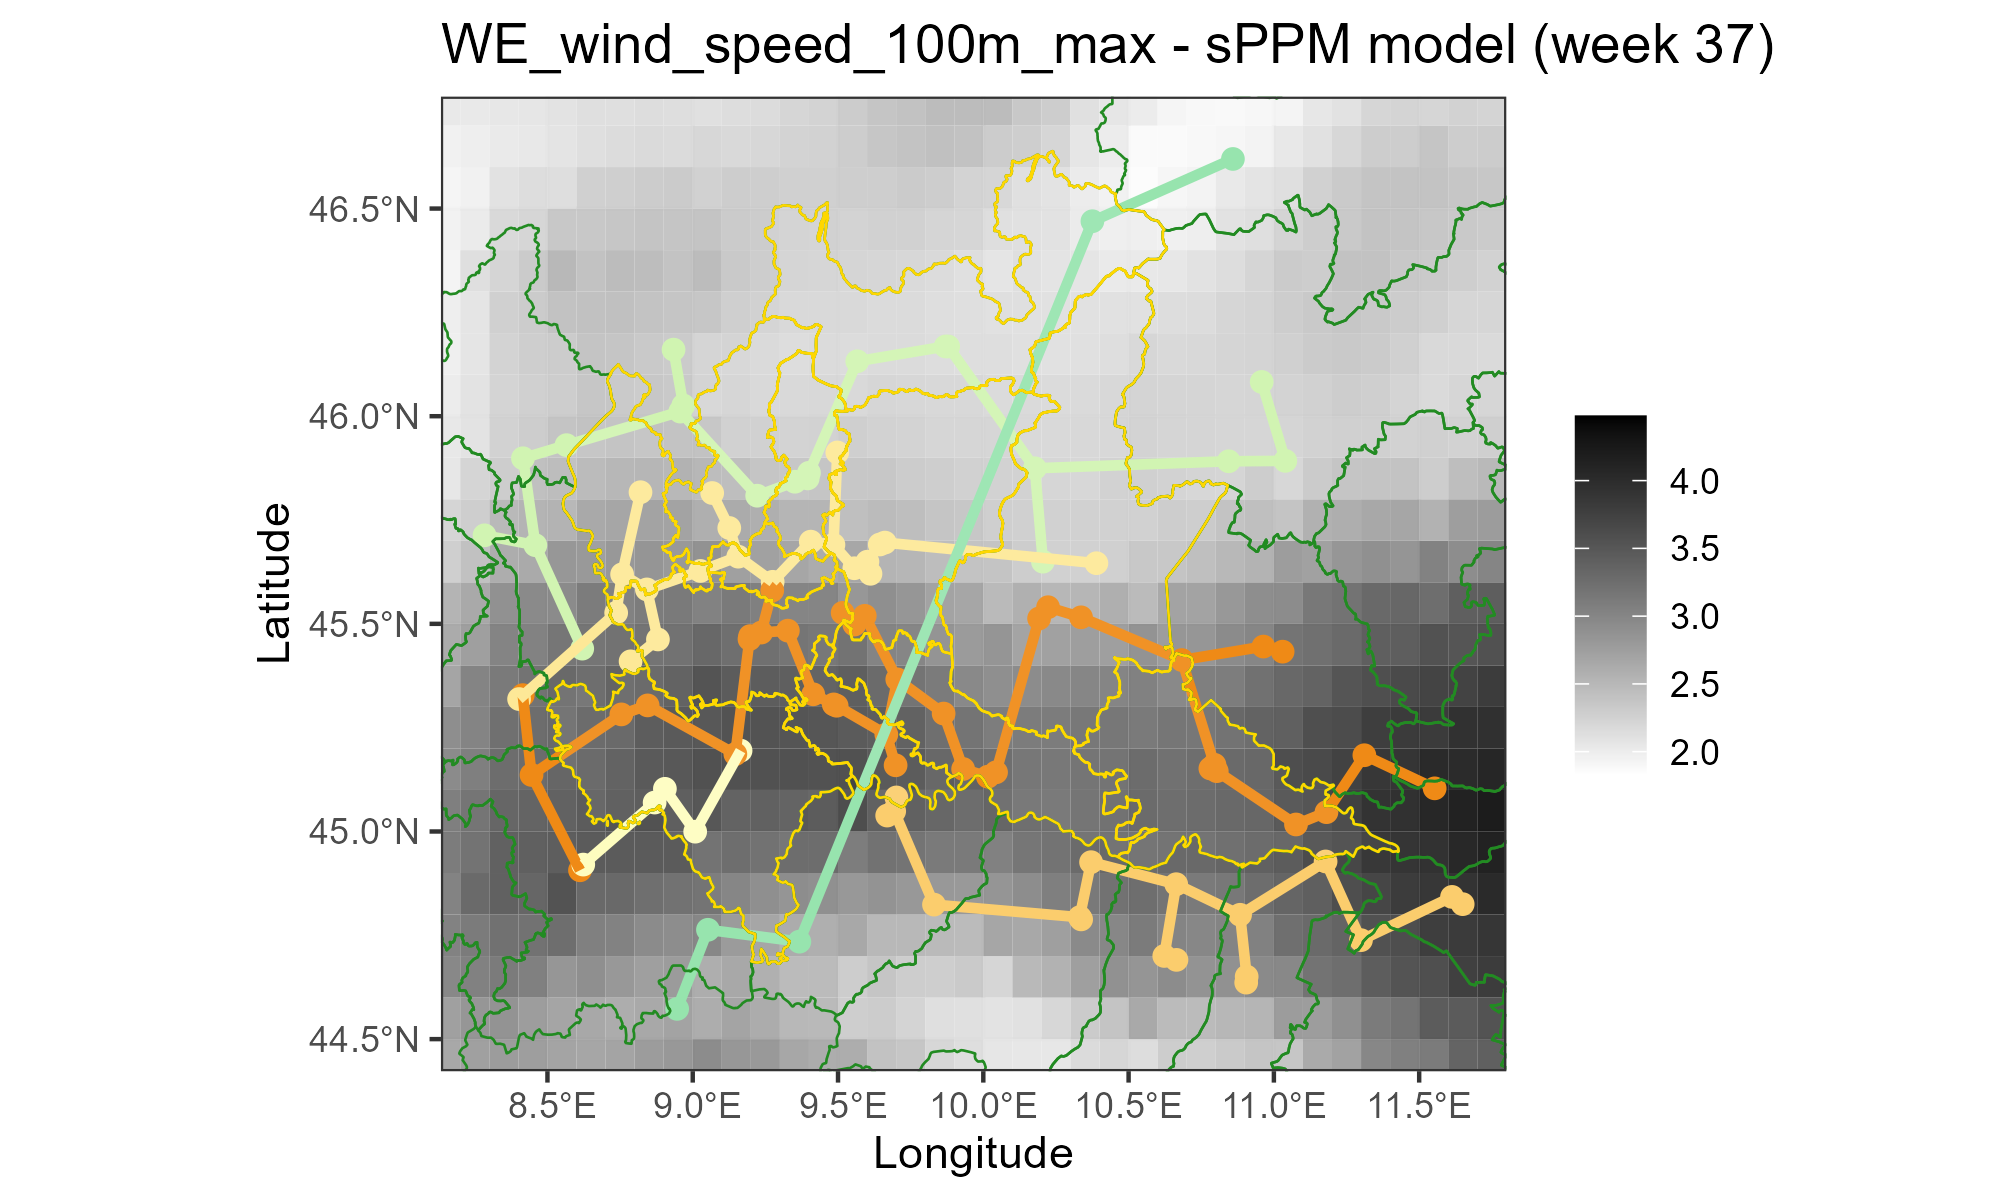 WE_wind_speed_100m_max - sPPM model (week 37)
46.5°N
46.0°N
45.5°N
45.0°N
44.5°N
Latitude
8.5°E
9.0°E
9.5°E
10.0°E
10.5°E
11.0°E
11.5°E
Longitude
4.0
3.5
3.0
2.5
2.0